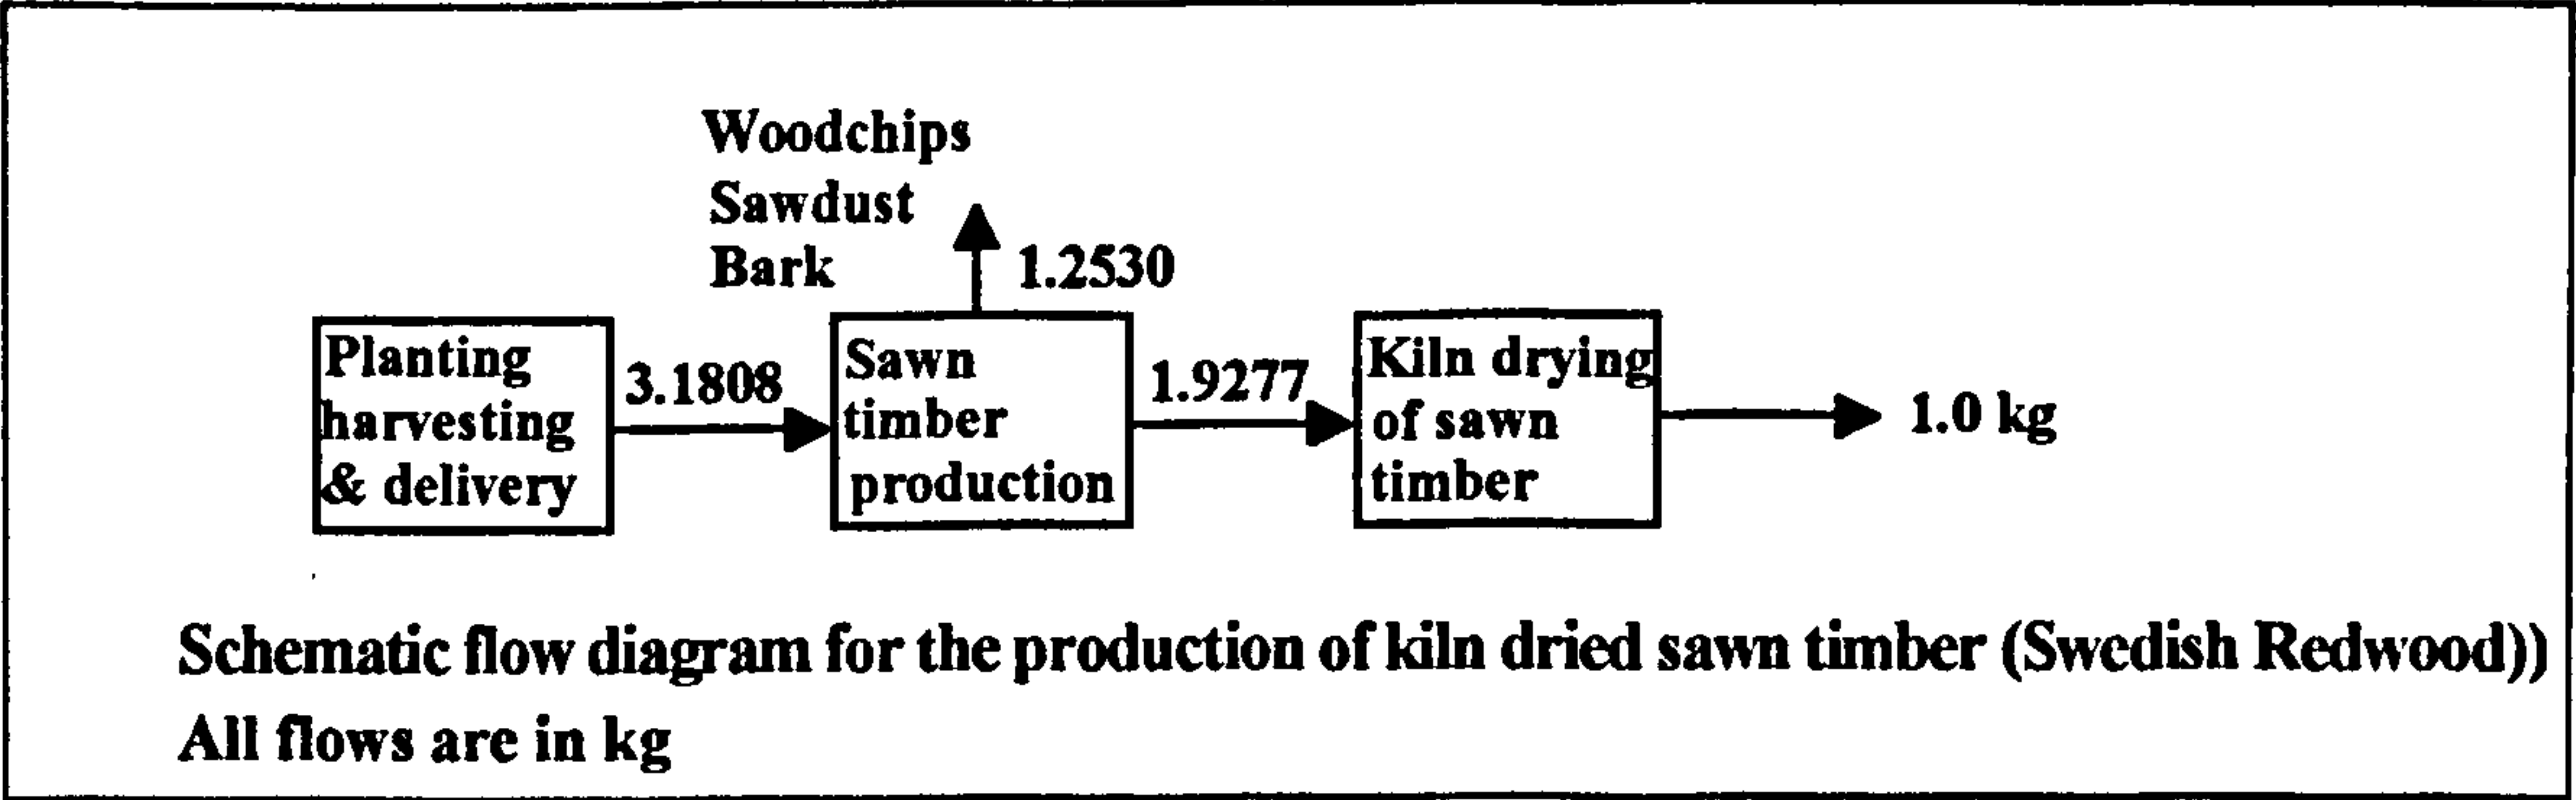 Woodchips
Sawdust
Bark
1.2530
Planting
harvesting
& delivery
3.1808
Sawn
timber
production
1.9277
Kiln drying
of sawn
timber
1.0 kg
Schematic flow diagram for the production of kiln dried sawn timber (Swedish Redwood))
All flows are in kg